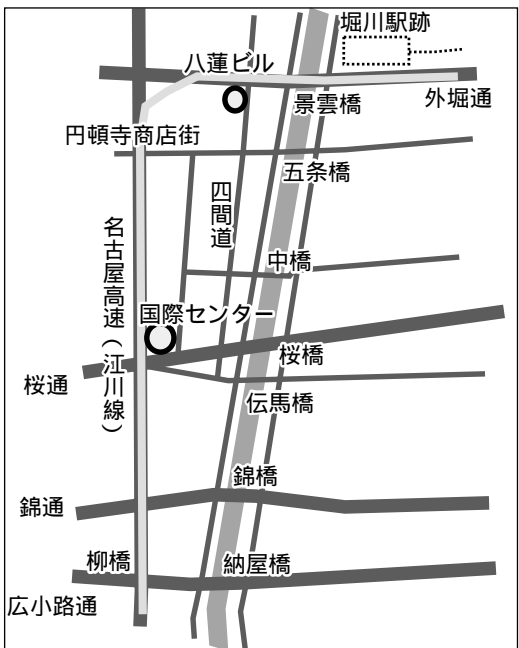 堀川駅跡
八蓮ビル
景雲橋
外堀通
円頓寺商店街
五条橋
四間道
名古屋高速(江川線)
中橋
国際センター
桜橋
桜通
伝馬橋
錦橋
錦通
柳橋
納屋橋
広小路通